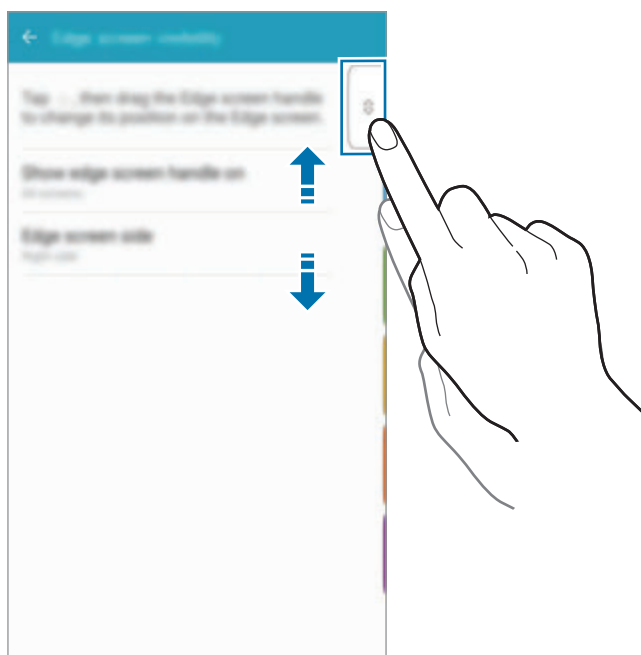 Edge screen visibility
Tap , then drag the Edge screen handle
to change its position on the Edge screen.
Show edge screen handle on
All screens
Edge screen side
Right side